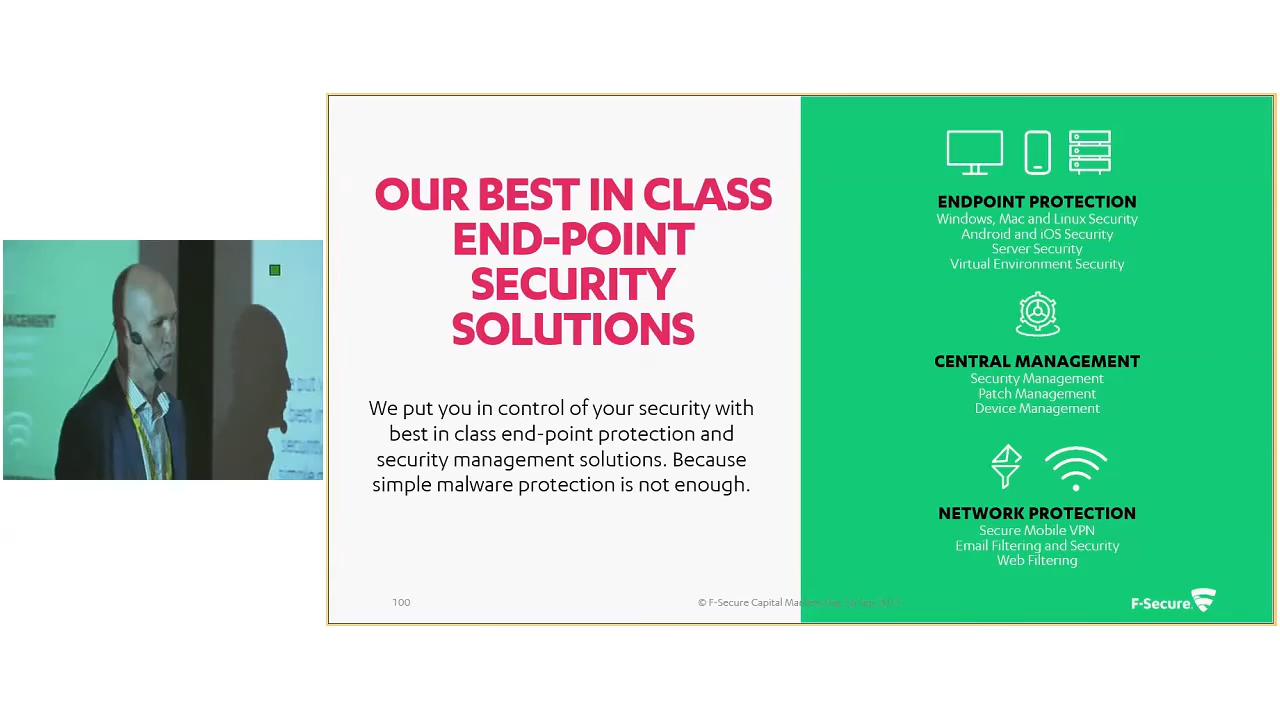 OUR BEST IN CLASS
END-POINT
SECURITY
SOLUTIONS
We put you in control of your security with
best in class end-point protection and
security management solutions. Because
simple malware protection is not enough.
100
© F-Secure Capital
ENDPOINT PROTECTION
Windows, Mac and Linux Security
Android and iOS Security
Server Security
Virtual Environment Security
CENTRAL MANAGEMENT
Security Management
Patch Management
Device Management
NETWORK PROTECTION
Secure Mobile VPN
Email Filtering and Security
Web Filtering
F-Secure.